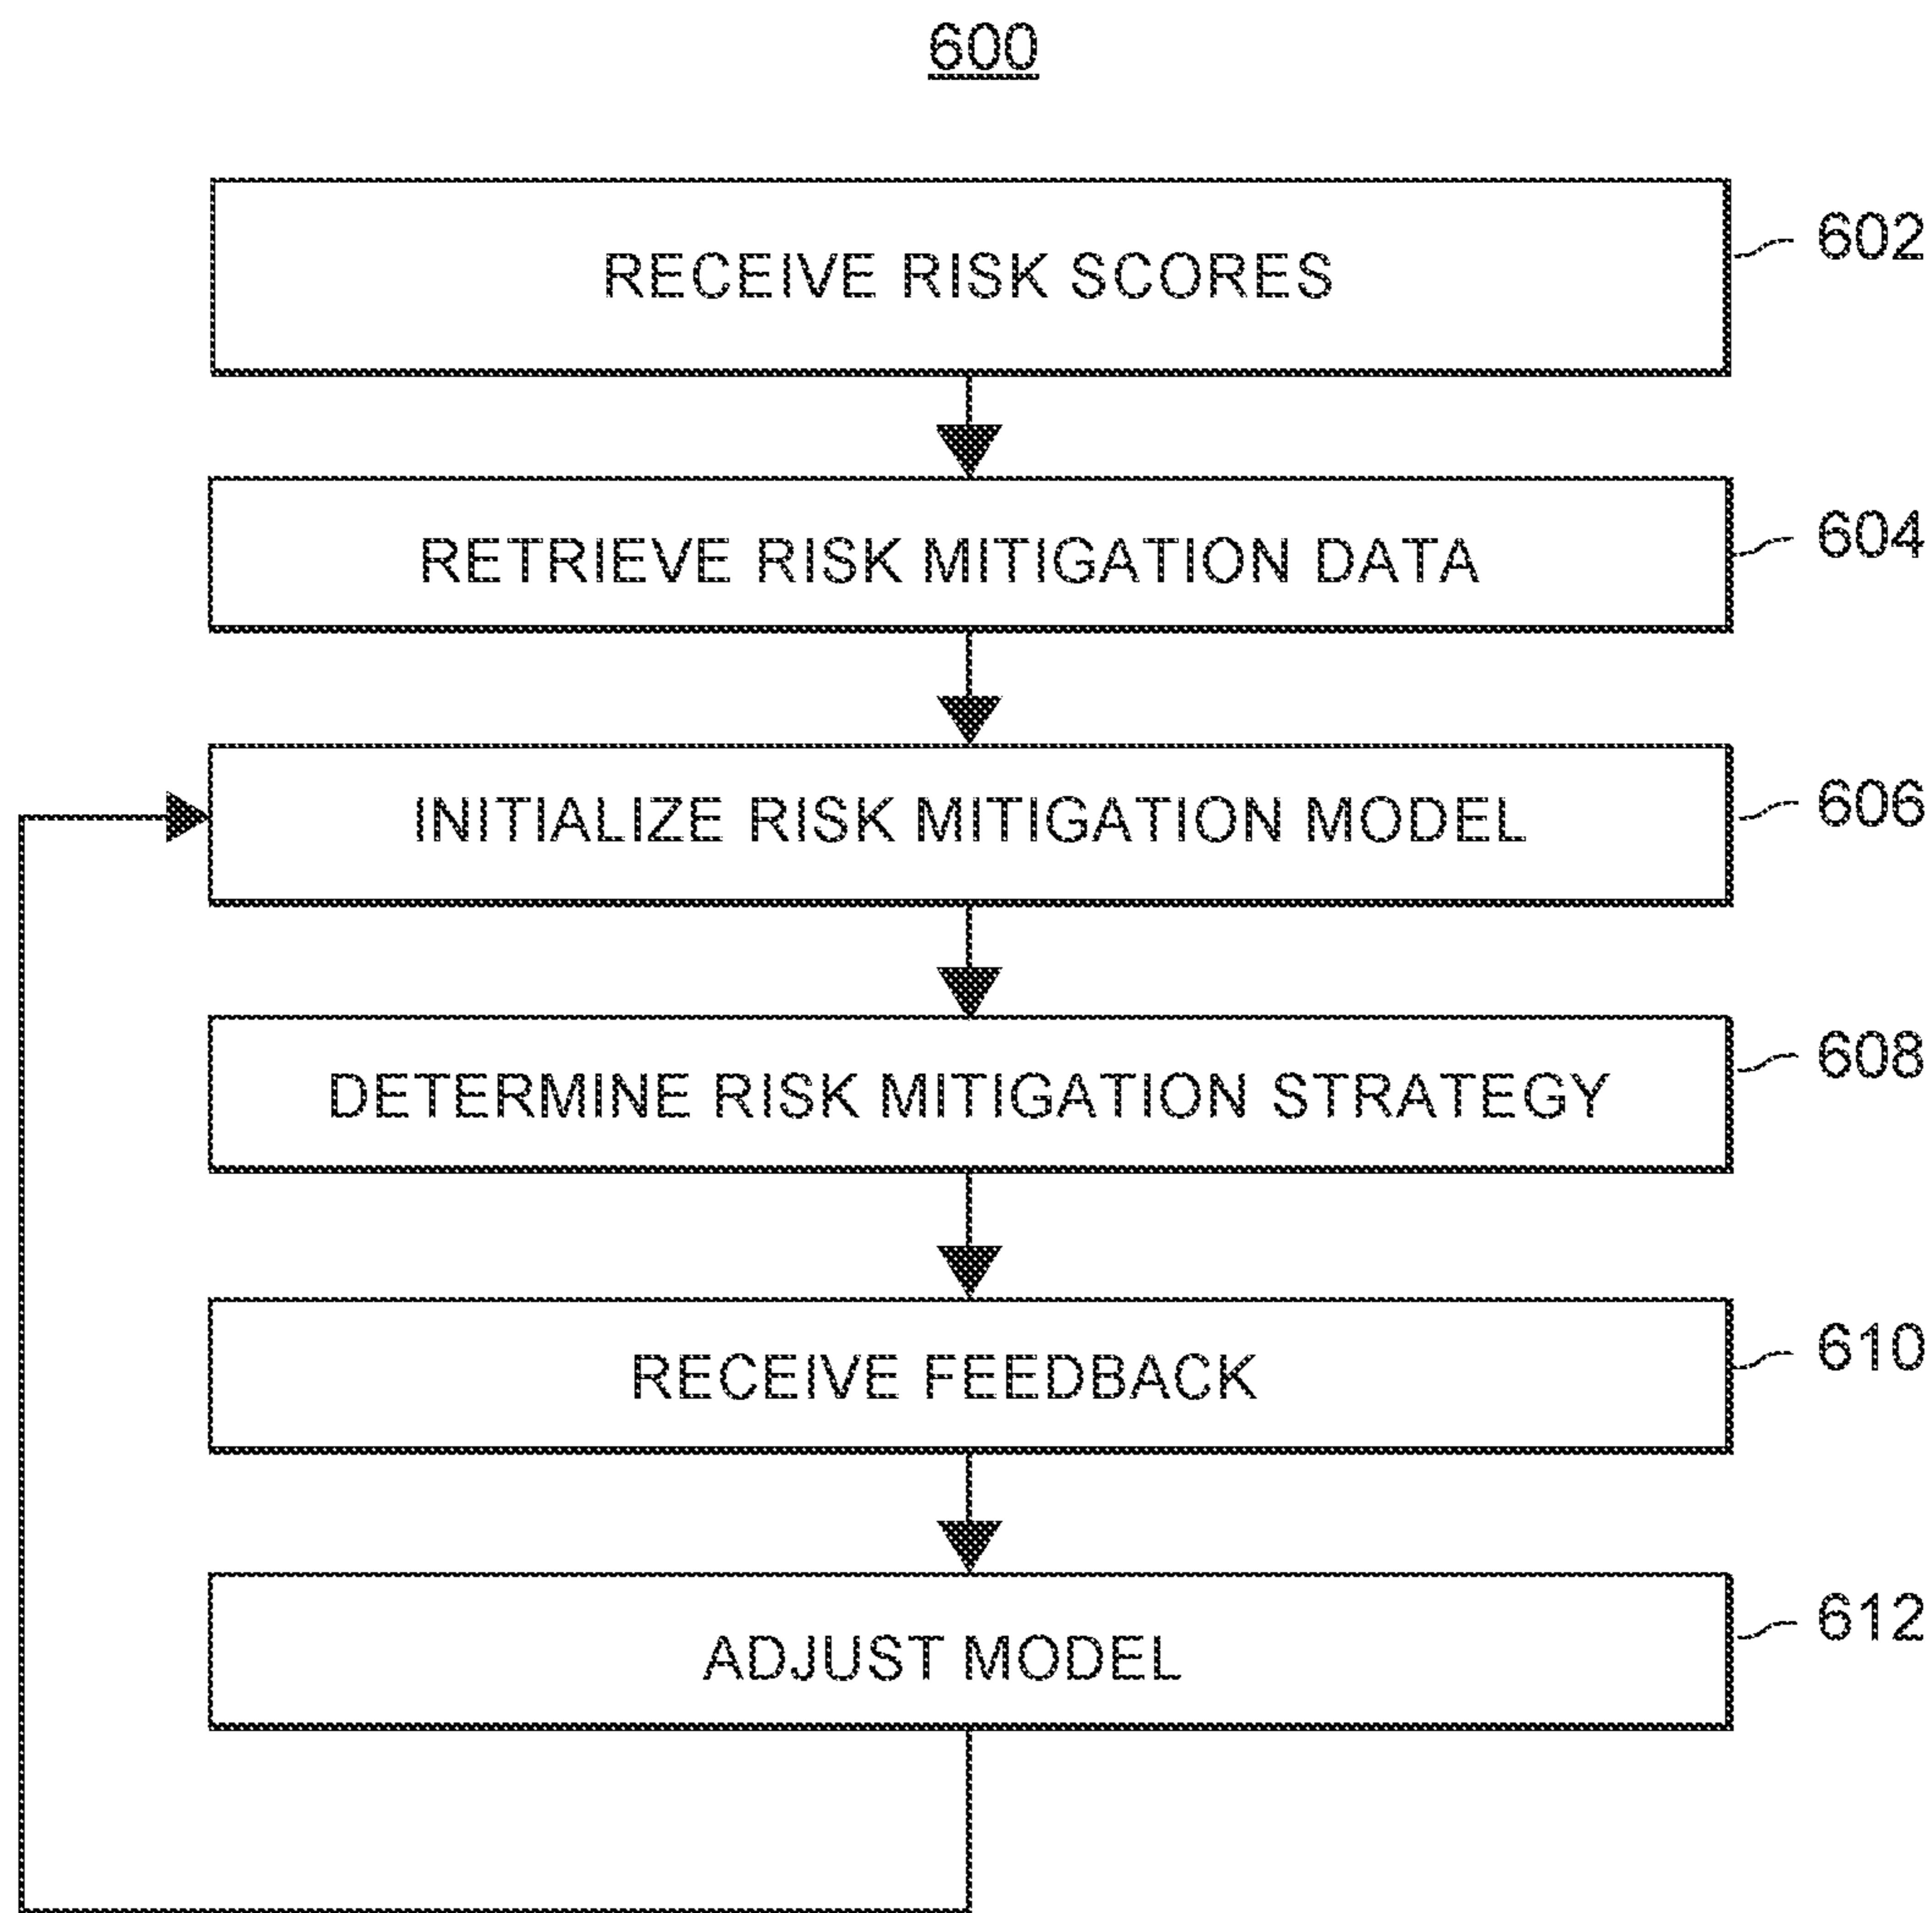 600
RECEIVE RISK SCORES
602
RETRIEVE RISK MITIGATION DATA
604
INITIALIZE RISK MITIGATION MODEL
606
DETERMINE RISK MITIGATION STRATEGY
608
RECEIVE FEEDBACK
610
ADJUST MODEL
612